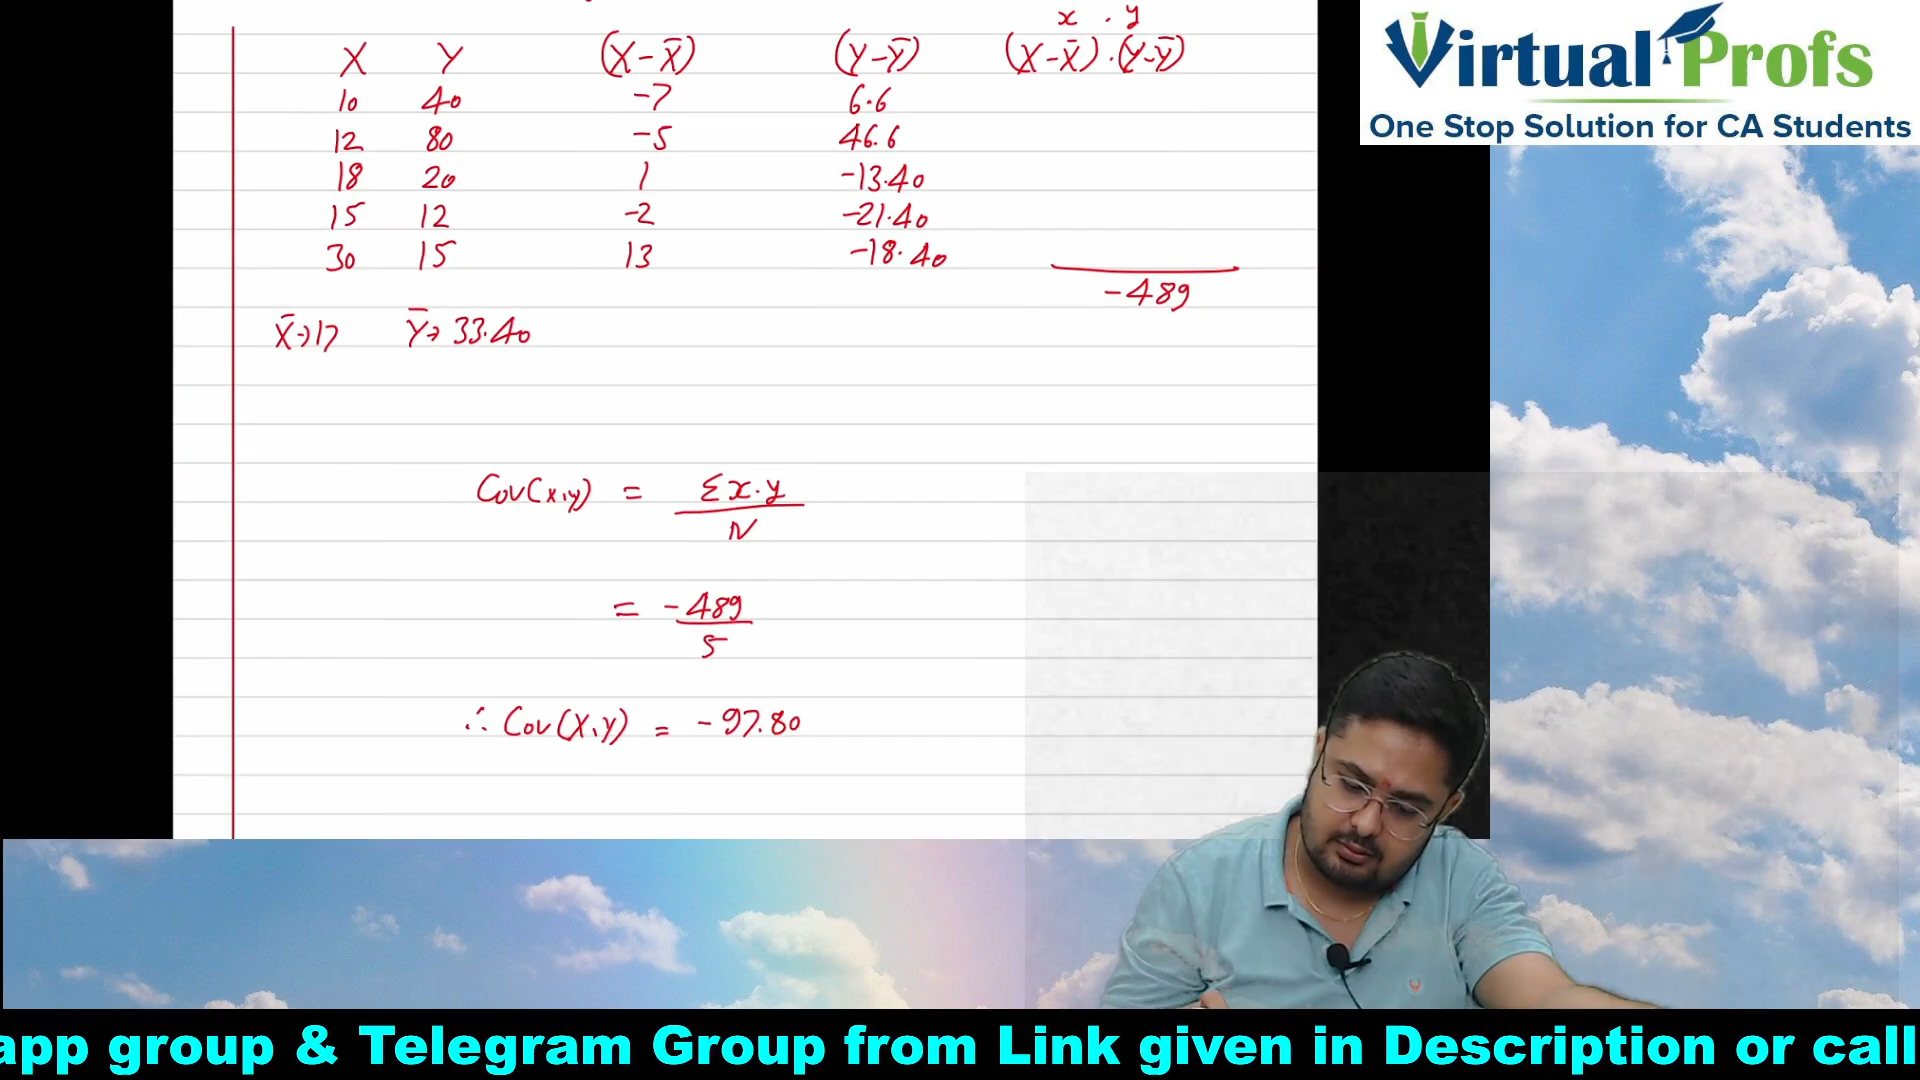 x . y
X Y (X-X̄) (Y-Ȳ) (X-X̄).(Y-Ȳ)
10 40 -7 6.6
12 80 -5 46.6
18 20 1 -13.40
15 12 -2 -21.40
30 15 13 -18.40
-489
X̄→17 Ȳ→ 33.40
Cov(x,y) = Σx.y / N
= -489 / 5
∴ Cov(X,Y) = -97.80
Virtual Profs
One Stop Solution for CA Students
app group & Telegram Group from Link given in Description or call